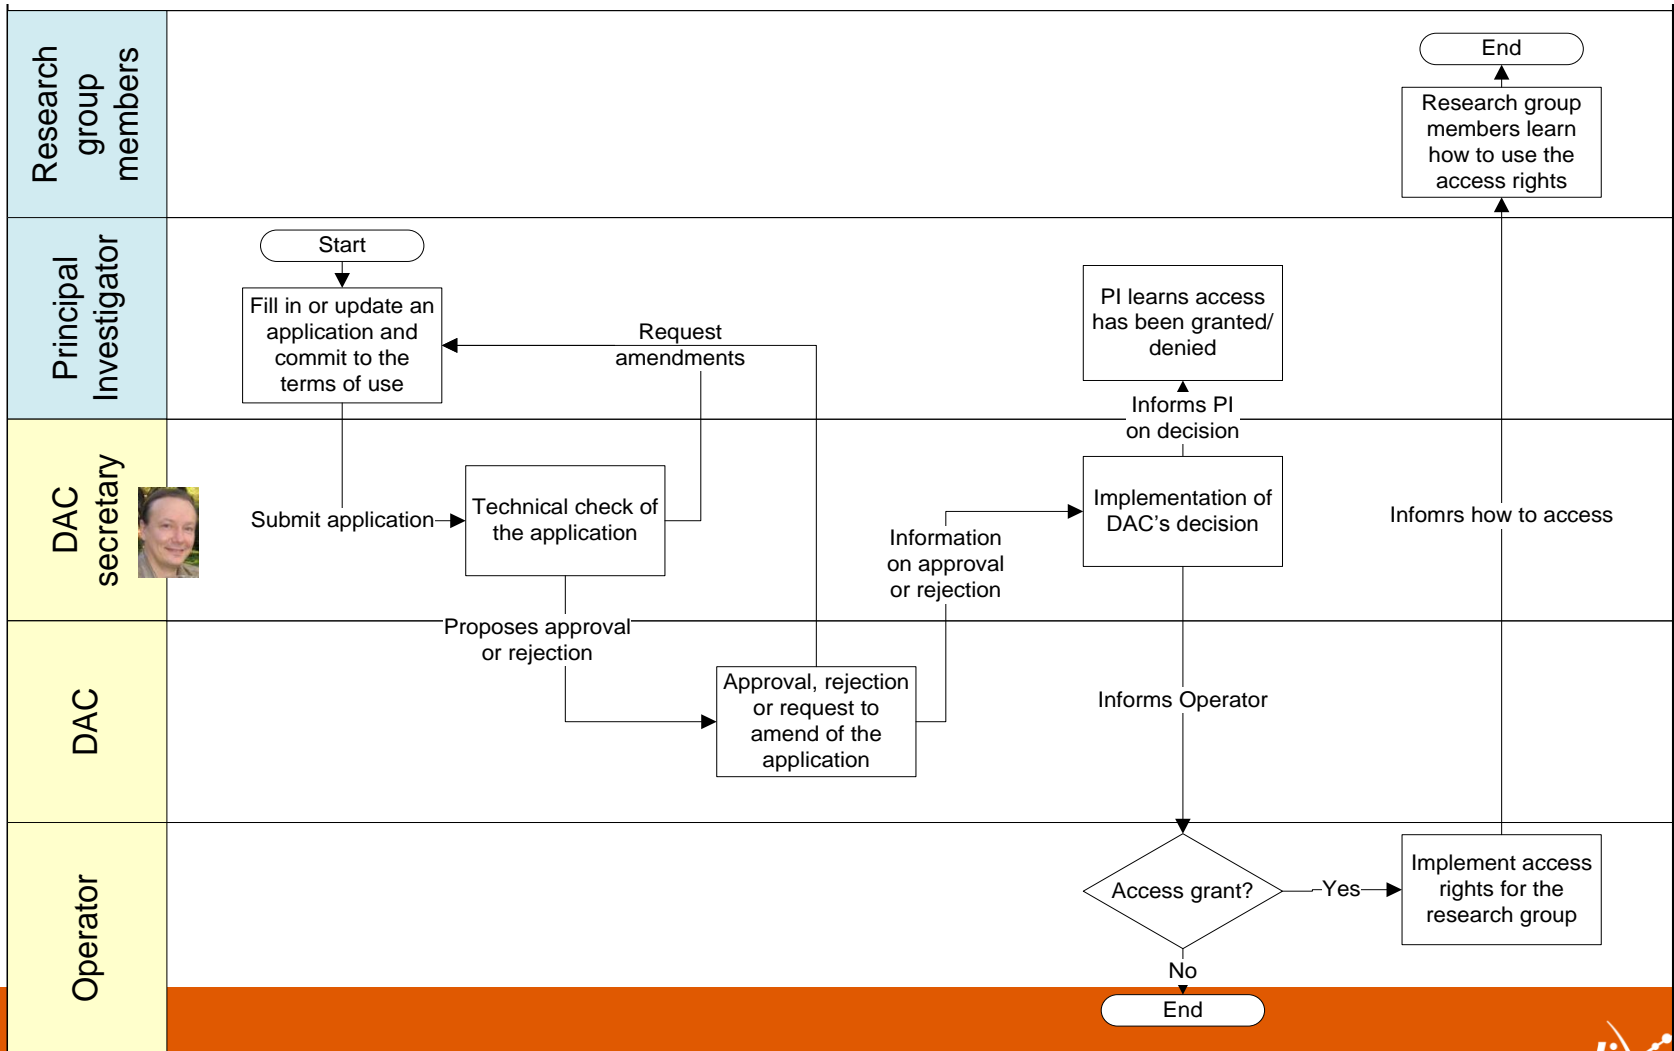 Research
group
members
End
Research group
members learn
how to use the
access rights
Principal
Investigator
Start
Fill in or update an
application and
commit to the
terms of use
Request
amendments
PI learns access
has been granted/
denied
Informs PI
on decision
DAC
secretary
Submit application
Technical check of
the application
Information
on approval
or rejection
Implementation of
DAC's decision
Infomrs how to access
Proposes approval
or rejection
DAC
Approval, rejection
or request to
amend of the
application
Informs Operator
Operator
Access grant?
Yes
Implement access
rights for the
research group
No
End